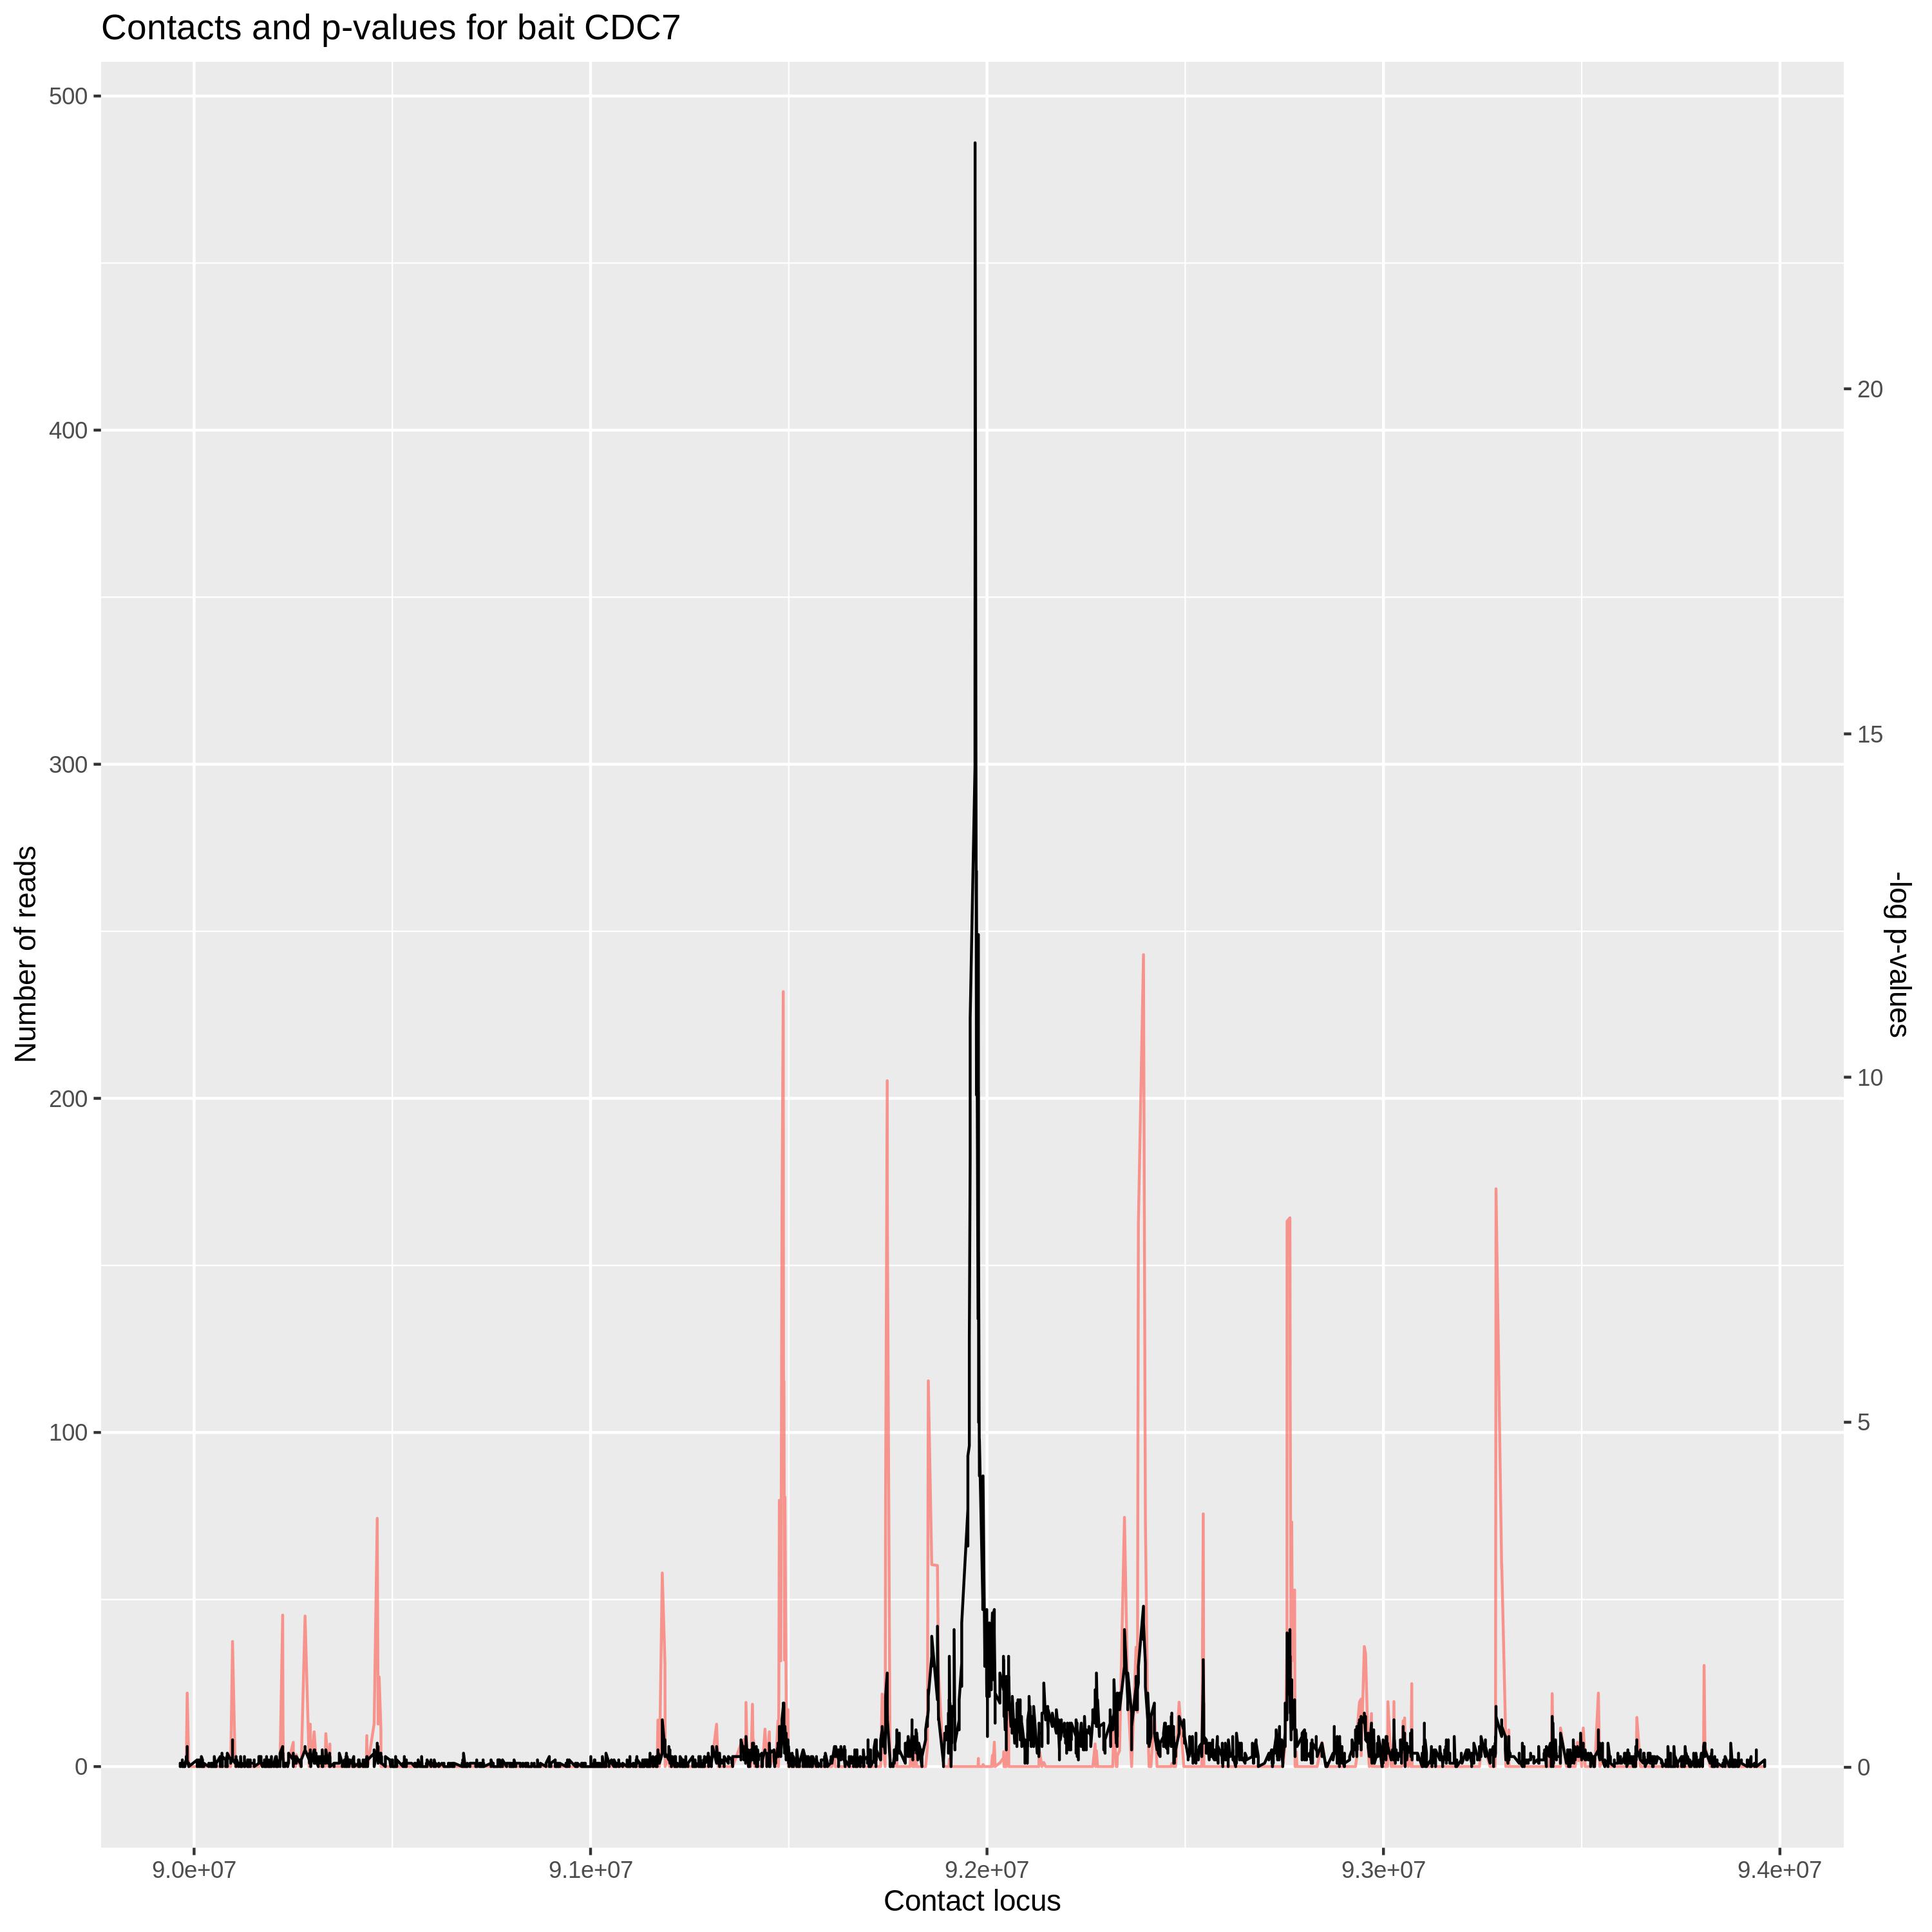 Contacts and p-values for bait CDC7
500
400
300
200
100
0
Number of reads
20
15
10
5
0
-log p-values
9.0e+07 9.1e+07 9.2e+07 9.3e+07 9.4e+07
Contact locus